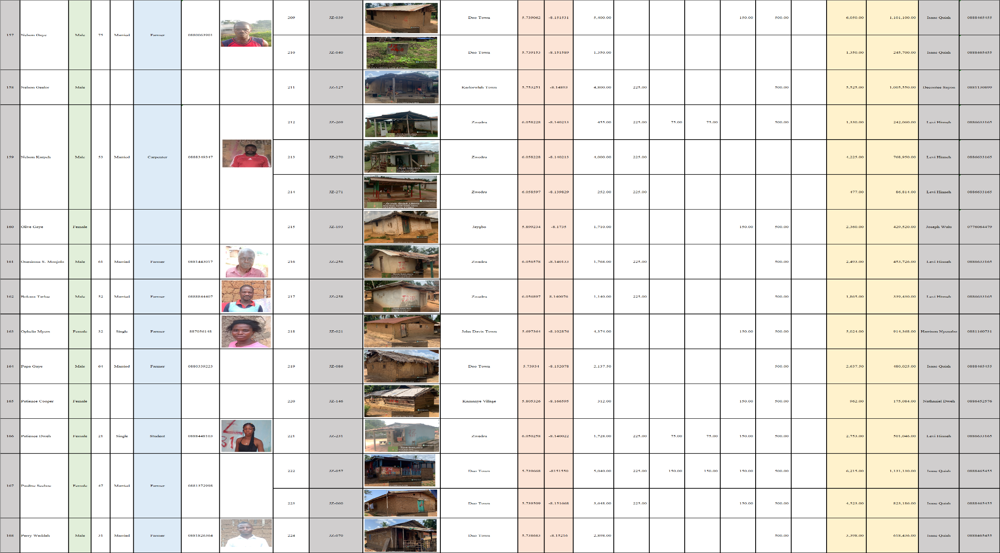 157 Nelson Gaye Male 75 Married Farmer 0880063901 209 JZ-039 Duo Town 5.739062 -8.151531 5,400.00 150.00 500.00 6,050.00 1,101,100.00 Isaac Quiah 0888465455
210 JZ-040 Duo Town 5.739153 -8.151589 1,350.00 1,350.00 245,700.00 Isaac Quiah 0888465455
158 Nelson Geelor Male 211 JZ-127 Karlorwleh Town 5.753251 -8.14893 4,800.00 225.00 500.00 5,525.00 1,005,550.00 Decontee Sayon 0881130899
159 Nelson Karpeh Male 53 Married Carpenter 0888349347 212 JZ-269 Zwedru 6.058228 -8.140213 455.00 225.00 75.00 75.00 500.00 1,330.00 242,060.00 Levi Hinneh 0886633165
213 JZ-270 Zwedru 6.058228 -8.140213 4,000.00 225.00 4,225.00 768,950.00 Levi Hinneh 0886633165
214 JZ-271 Zwedru 6.058597 -8.139829 252.00 225.00 477.00 86,814.00 Levi Hinneh 0886633165
160 Olive Gaye Female 215 JZ-193 Jaygbo 5.899234 -8.1735 1,710.00 150.00 500.00 2,360.00 429,520.00 Joseph Wulu 0776064479
161 Onesimus S. Monjolo Male 61 Married Farmer 0881443017 216 JZ-256 Zwedru 6.056578 -8.140133 1,768.00 225.00 500.00 2,493.00 453,726.00 Levi Hinneh 0886633165
162 Bokasa Tarlue Male 52 Married Farmer 0888844407 217 JZ-258 Zwedru 6.056897 8.140076 1,140.00 225.00 500.00 1,865.00 339,430.00 Levi Hinneh 0886633165
163 Ophelia Myers Female 32 Single Farmer 887056148 218 JZ-021 John Davis Town 5.697364 -8.102876 4,374.00 150.00 500.00 5,024.00 914,368.00 Harrison Nyenabo 0881160731
164 Papa Gaye Male 64 Married Farmer 0880339223 219 JZ-086 Duo Town 5.73934 -8.152078 2,137.50 500.00 2,637.50 480,025.00 Isaac Quiah 0888465455
165 Patience Cooper Female 220 JZ-146 Kamanye Village 5.805326 -8.166595 312.00 150.00 500.00 962.00 175,084.00 Nathaniel Dweh 0886452576
166 Patience Dweh Female 21 Single Student 0888448103 221 JZ-231 Zwedru 6.050258 -8.140022 1,728.00 225.00 75.00 75.00 150.00 500.00 2,753.00 501,046.00 Levi Hinneh 0886633165
167 Pauline Seeboe Female 47 Married Farmer 0881372998 222 JZ-057 Duo Town 5.739668 -8151550 5,040.00 225.00 150.00 150.00 150.00 500.00 6,215.00 1,131,130.00 Isaac Quiah 0888465455
223 JZ-060 Duo Town 5.739509 -8.151668 3,648.00 225.00 150.00 500.00 4,523.00 823,186.00 Isaac Quiah 0888465455
168 Perry Weddeh Male 31 Married Farmer 0881826364 224 JZ-070 Duo Town 5.738683 -8.15216 2,898.00 500.00 3,398.00 618,436.00 Isaac Quiah 0888465455